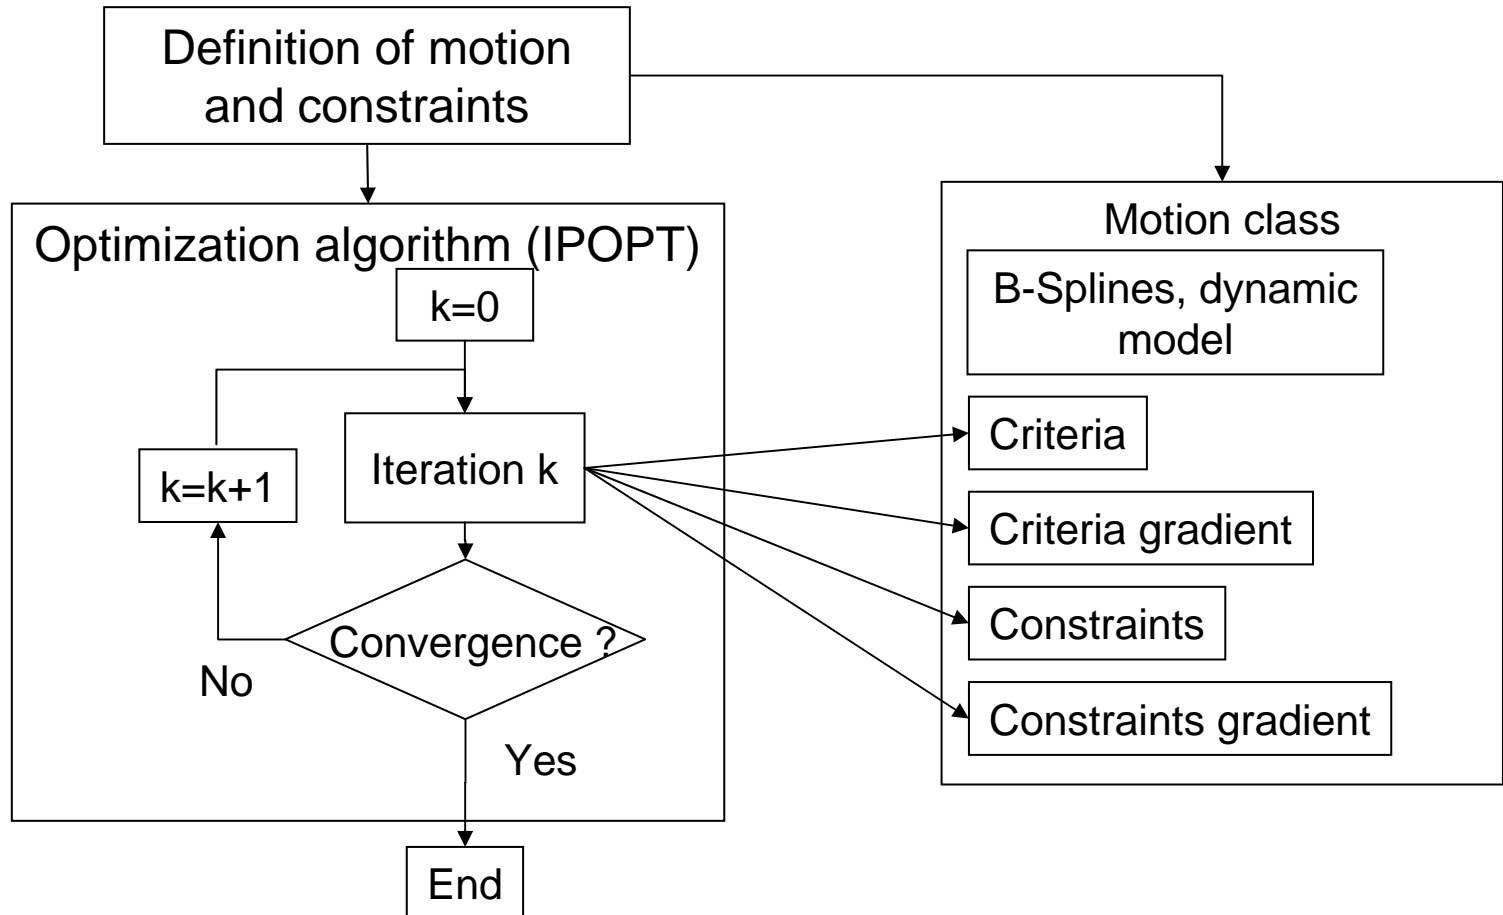 Definition of motion
and constraints
Optimization algorithm (IPOPT)
k=0
k=k+1
Iteration k
Convergence ?
No
Yes
End
Motion class
B-Splines, dynamic
model
Criteria
Criteria gradient
Constraints
Constraints gradient